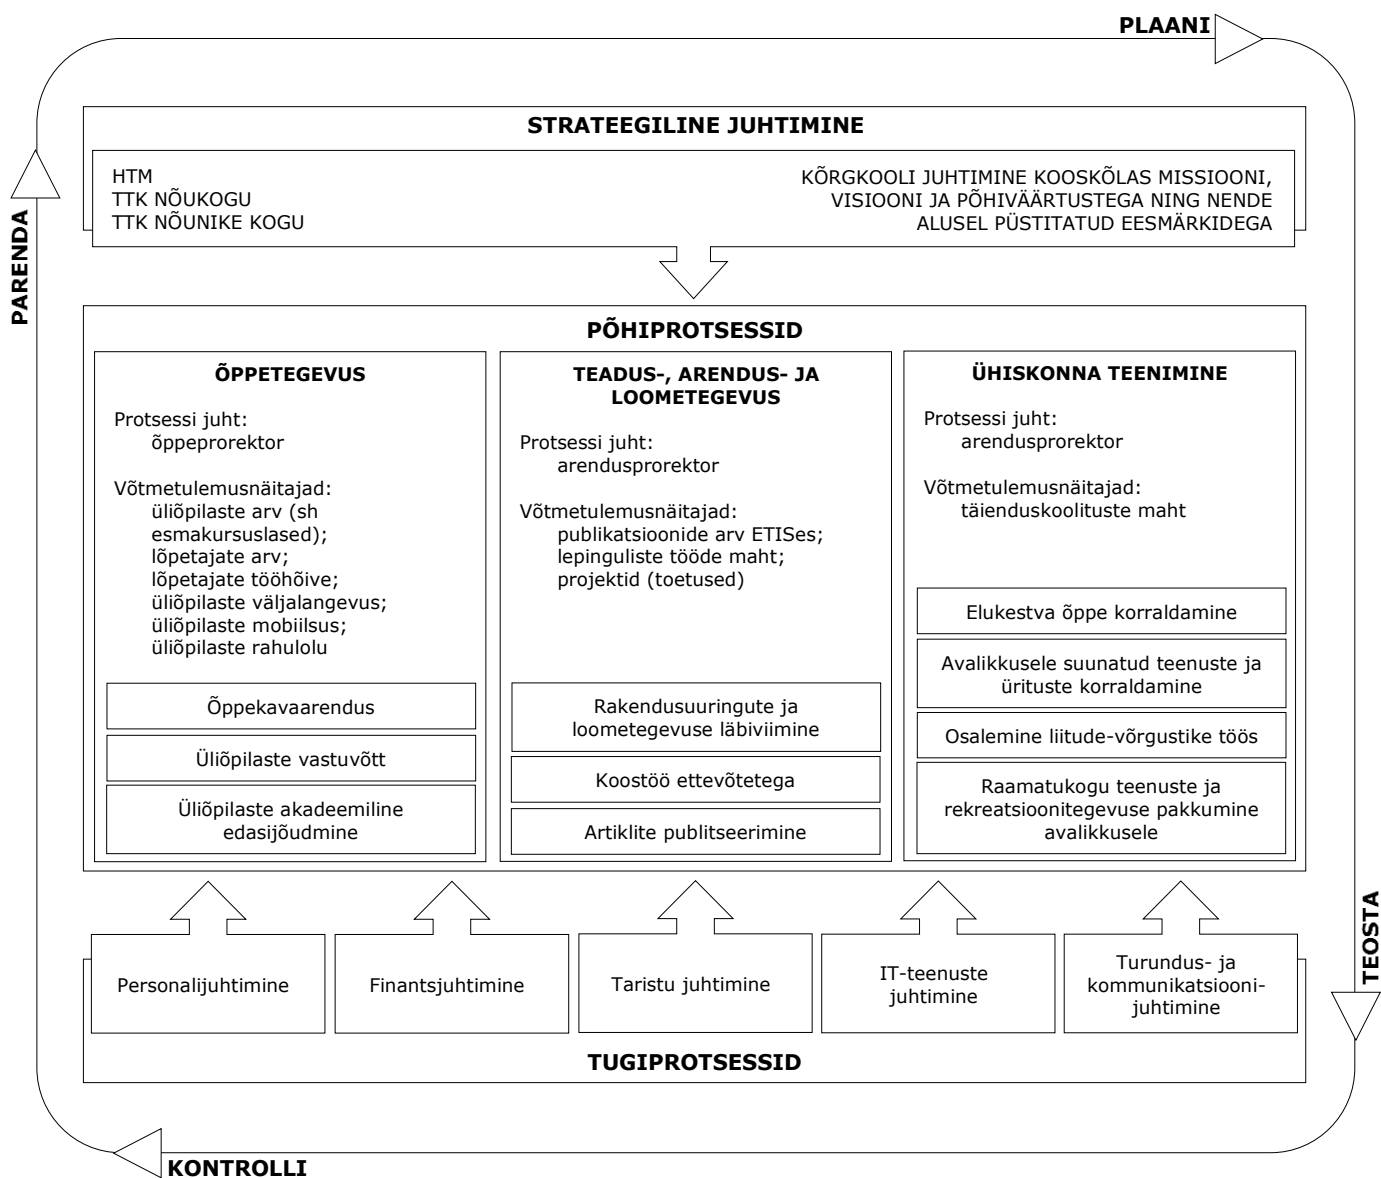 PLAANI
STRATEEGILINE JUHTIMINE
HTM
TTK NÕUKOGU
TTK NÕUNIKE KOGU
KÕRGKOOLI JUHTIMINE KOOSKÕLAS MISSIOONI,
VISIOONI JA PÕHIVÄÄRTUSTEGA NING NENDE
ALUSEL PÜSTITATUD EESMÄRKIDEGA
PARENDA
PÕHIPROTSESSID
ÕPPETEGEVUS
Protsessi juht:
õppeprorektor
Võtmetulemusnäitajad:
üliõpilaste arv (sh
esmakursuslased);
lõpetajate arv;
lõpetajate tööhõive;
üliõpilaste väljalangevus;
üliõpilaste mobiilsus;
üliõpilaste rahulolu
Õppekavaarendus
Üliõpilaste vastuvõtt
Üliõpilaste akadeemiline
edasijõudmine
TEADUS-, ARENDUS- JA
LOOMETEGEVUS
Protsessi juht:
arendusprorektor
Võtmetulemusnäitajad:
publikatsioonide arv ETISes;
lepinguliste tööde maht;
projektid (toetused)
Rakendusuuringute ja
loometegevuse läbiviimine
Koostöö ettevõtetega
Artiklite publitseerimine
ÜHISKONNA TEENIMINE
Protsessi juht:
arendusprorektor
Võtmetulemusnäitajad:
täienduskoolituste maht
Elukestva õppe korraldamine
Avalikkusele suunatud teenuste ja
ürituste korraldamine
Osalemine liitude-võrgustike töös
Raamatukogu teenuste ja
rekreatsioonitegevuse pakkumine
avalikkusele
TEOSTA
Personalijuhtimine
Finantsjuhtimine
Taristu juhtimine
IT-teenuste
juhtimine
Turundus- ja
kommunikatsiooni-
juhtimine
TUGIPROTSESSID
KONTROLLI